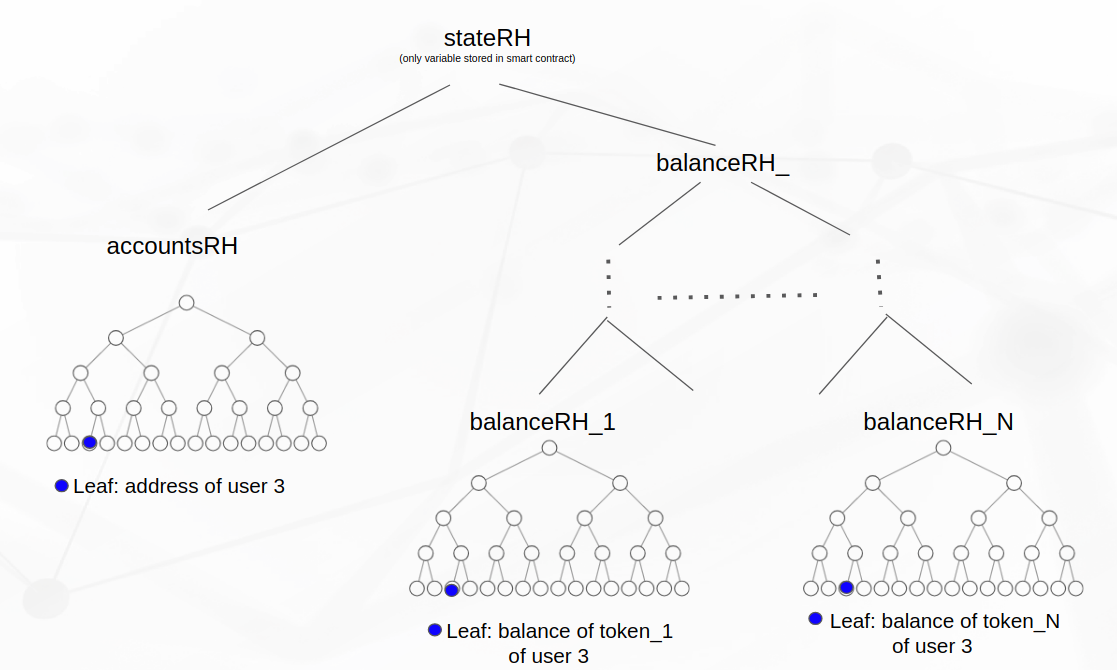 stateRH
(only variable stored in smart contract)
balanceRH_
accountsRH
balanceRH_1
balanceRH_N
Leaf: address of user 3
Leaf: balance of token_1
of user 3
Leaf: balance of token_N
of user 3